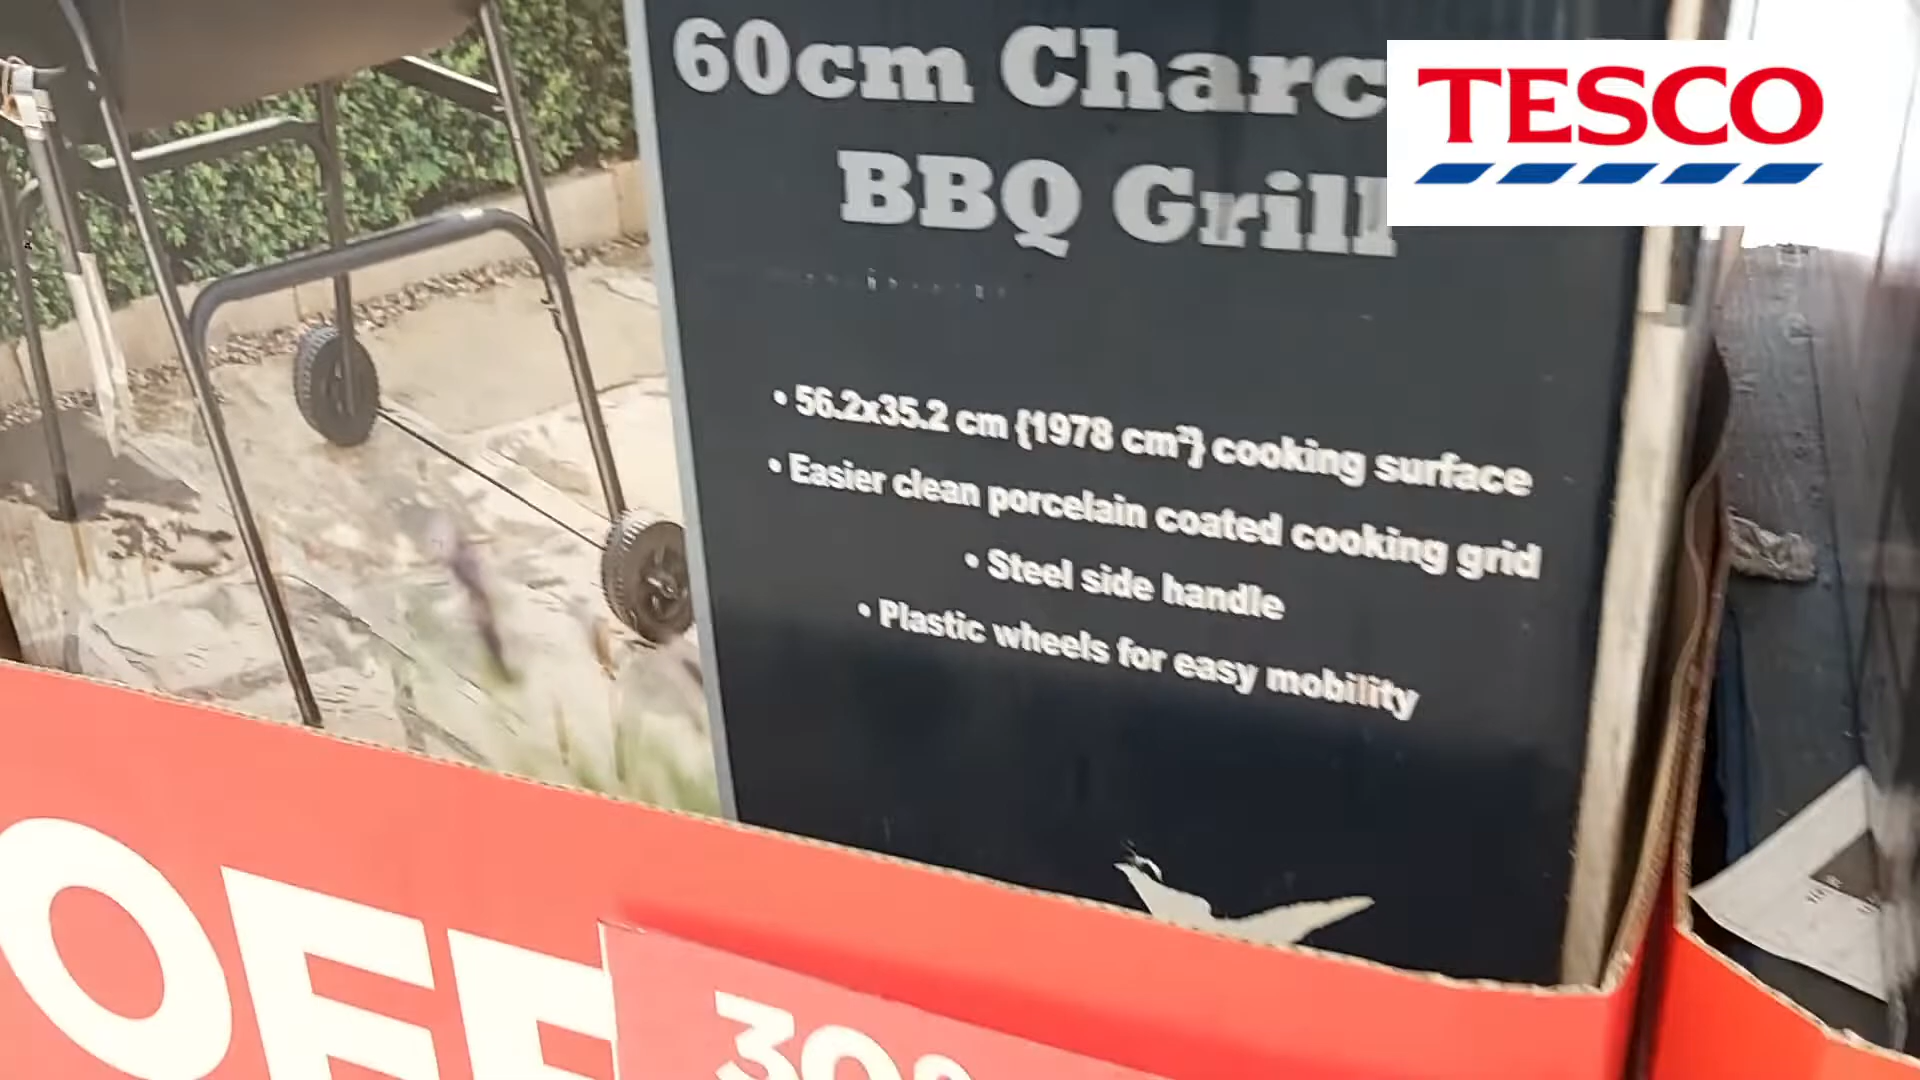 60cm Charc
BBQ Grill
TESCO
• 56.2x35.2 cm {1978 cm²} cooking surface
• Easier clean porcelain coated cooking grid
• Steel side handle
• Plastic wheels for easy mobility
OFF
30%